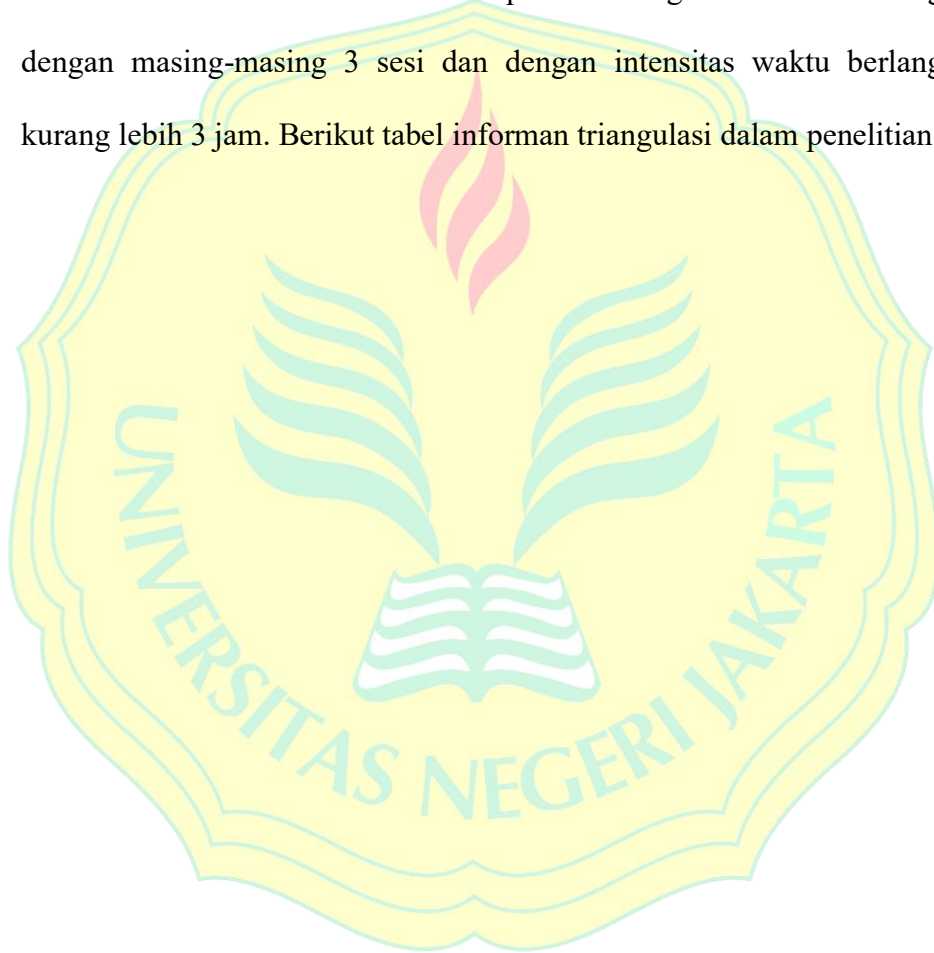 dengan masing-masing 3 sesi dan dengan intensitas waktu berlang
kurang lebih 3 jam. Berikut tabel informan triangulasi dalam penelitian
UNIVERSITAS NEGERI JAKARTA